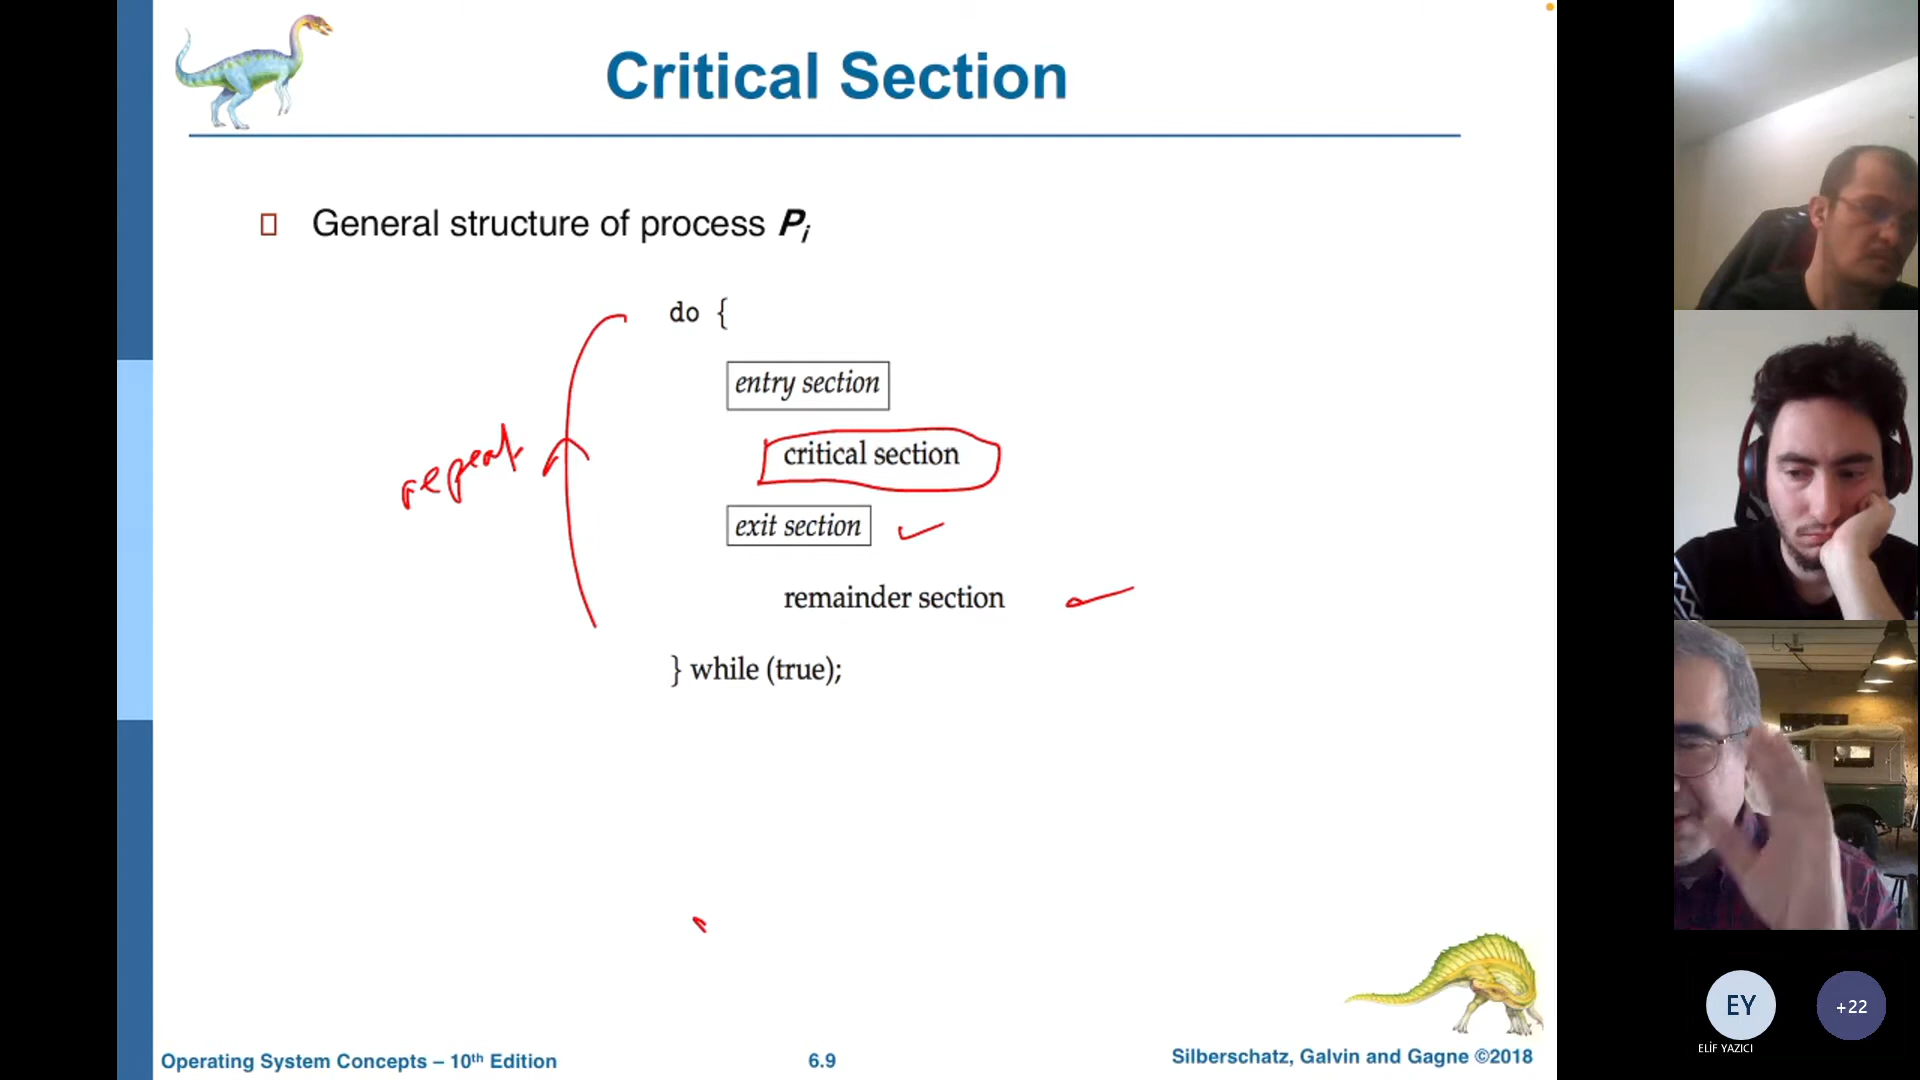 Critical Section
General structure of process Pi
do {
entry section
critical section
repeat
exit section
remainder section
} while (true);
Operating System Concepts – 10th Edition
6.9
Silberschatz, Galvin and Gagne ©2018
EY
+22
ELİF YAZICI